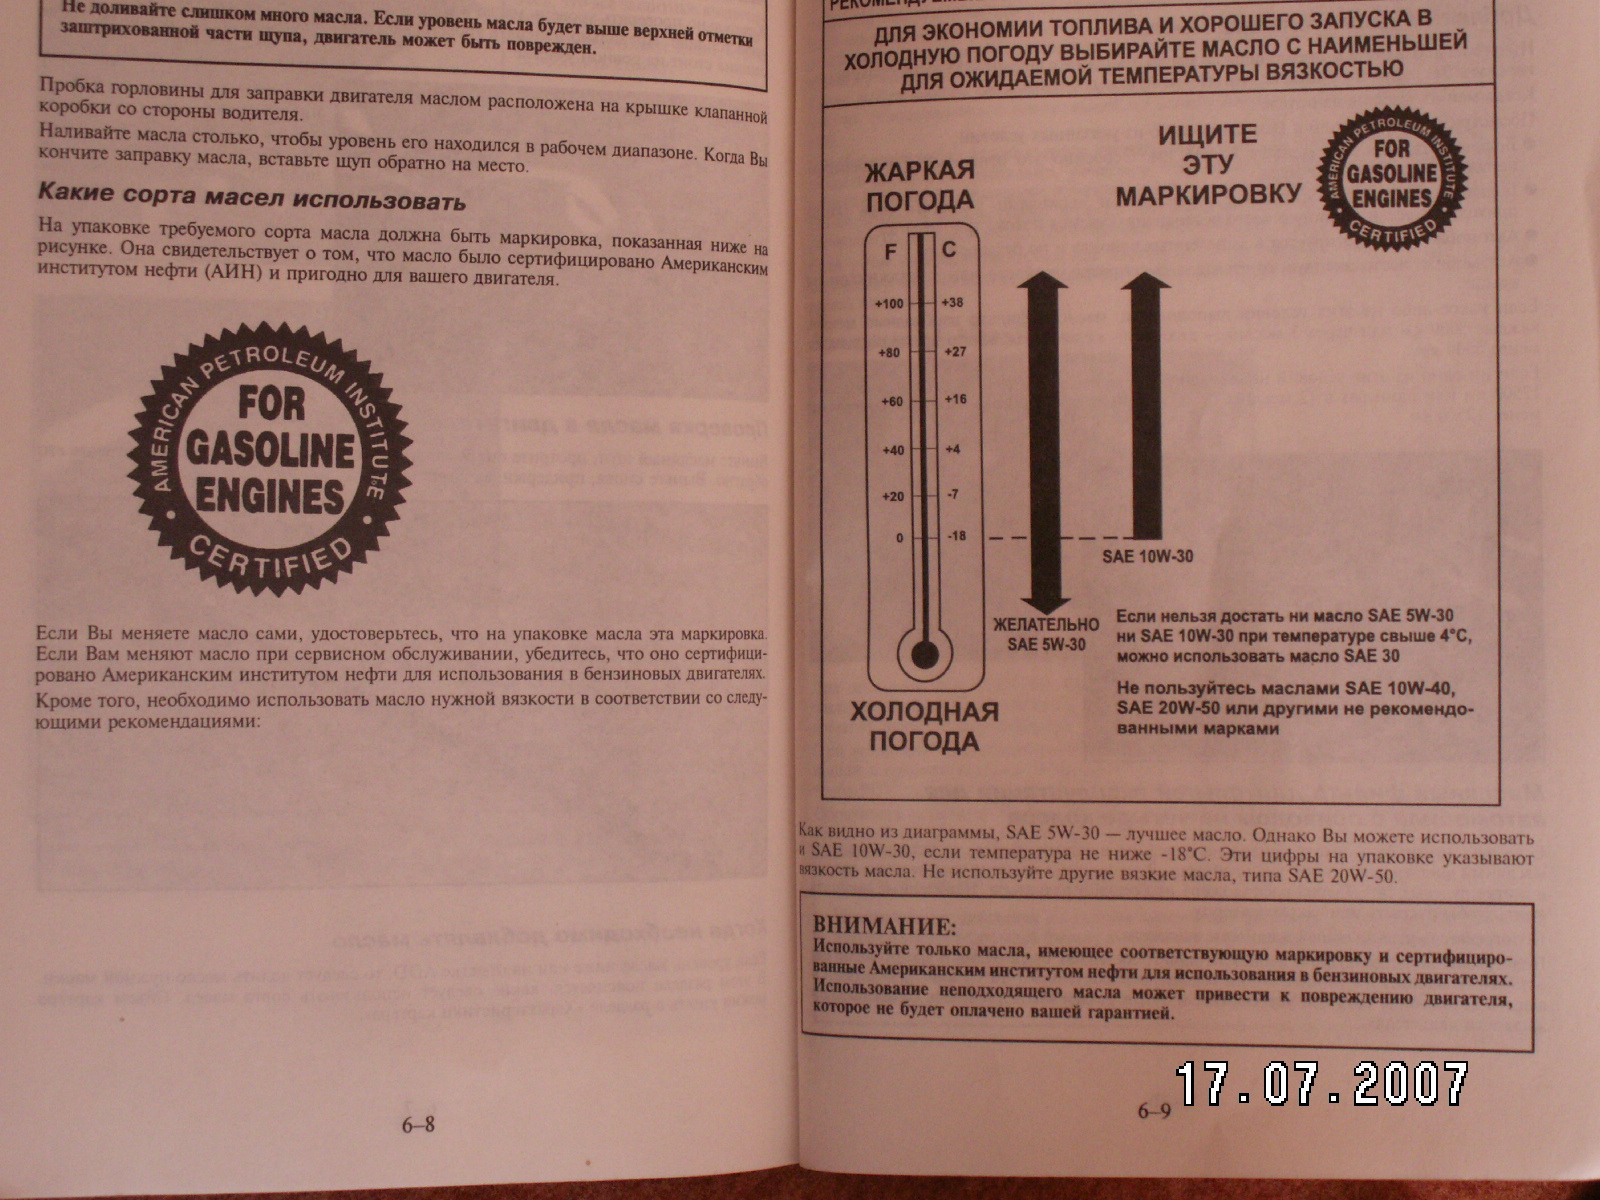 Не доливайте слишком много масла. Если уровень масла будет выше верхней отметки
заштрихованной части щупа, двигатель может быть поврежден.
Пробка горловины для заправки двигателя маслом расположена на крышке клапанной
коробки со стороны водителя.
Наливайте масла столько, чтобы уровень его находился в рабочем диапазоне. Когда Вы
кончите заправку масла, вставьте щуп обратно на место.
Какие сорта масел использовать
На упаковке требуемого сорта масла должна быть маркировка, показанная ниже на
рисунке. Она свидетельствует о том, что масло было сертифицировано Американским
институтом нефти (АИН) и пригодно для вашего двигателя.
AMERICAN PETROLEUM INSTITUTE
FOR
GASOLINE
ENGINES
CERTIFIED
Если Вы меняете масло сами, удостоверьтесь, что на упаковке масла эта маркировка.
Если Вам меняют масло при сервисном обслуживании, убедитесь, что оно сертифици-
ровано Американским институтом нефти для использования в бензиновых двигателях.
Кроме того, необходимо использовать масло нужной вязкости в соответствии со следу-
ющими рекомендациями:
6–8
ДЛЯ ЭКОНОМИИ ТОПЛИВА И ХОРОШЕГО ЗАПУСКА В
ХОЛОДНУЮ ПОГОДУ ВЫБИРАЙТЕ МАСЛО С НАИМЕНЬШЕЙ
ДЛЯ ОЖИДАЕМОЙ ТЕМПЕРАТУРЫ ВЯЗКОСТЬЮ
ИЩИТЕ
ЭТУ
МАРКИРОВКУ
AMERICAN PETROLEUM INSTITUTE
FOR
GASOLINE
ENGINES
CERTIFIED
ЖАРКАЯ
ПОГОДА
F C
+100 +38
+80 +27
+60 +16
+40 +4
+20 -7
0 -18
SAE 10W-30
ЖЕЛАТЕЛЬНО
SAE 5W-30
Если нельзя достать ни масло SAE 5W-30
ни SAE 10W-30 при температуре свыше 4°C,
можно использовать масло SAE 30
Не пользуйтесь маслами SAE 10W-40,
SAE 20W-50 или другими не рекомендо-
ванными марками
ХОЛОДНАЯ
ПОГОДА
Как видно из диаграммы, SAE 5W-30 — лучшее масло. Однако Вы можете использовать
и SAE 10W-30, если температура не ниже -18°C. Эти цифры на упаковке указывают
вязкость масла. Не используйте другие вязкие масла, типа SAE 20W-50.
ВНИМАНИЕ:
Используйте только масла, имеющее соответствующую маркировку и сертифициро-
ванные Американским институтом нефти для использования в бензиновых двигателях.
Использование неподходящего масла может привести к повреждению двигателя,
которое не будет оплачено вашей гарантией.
6–9
17.07.2007